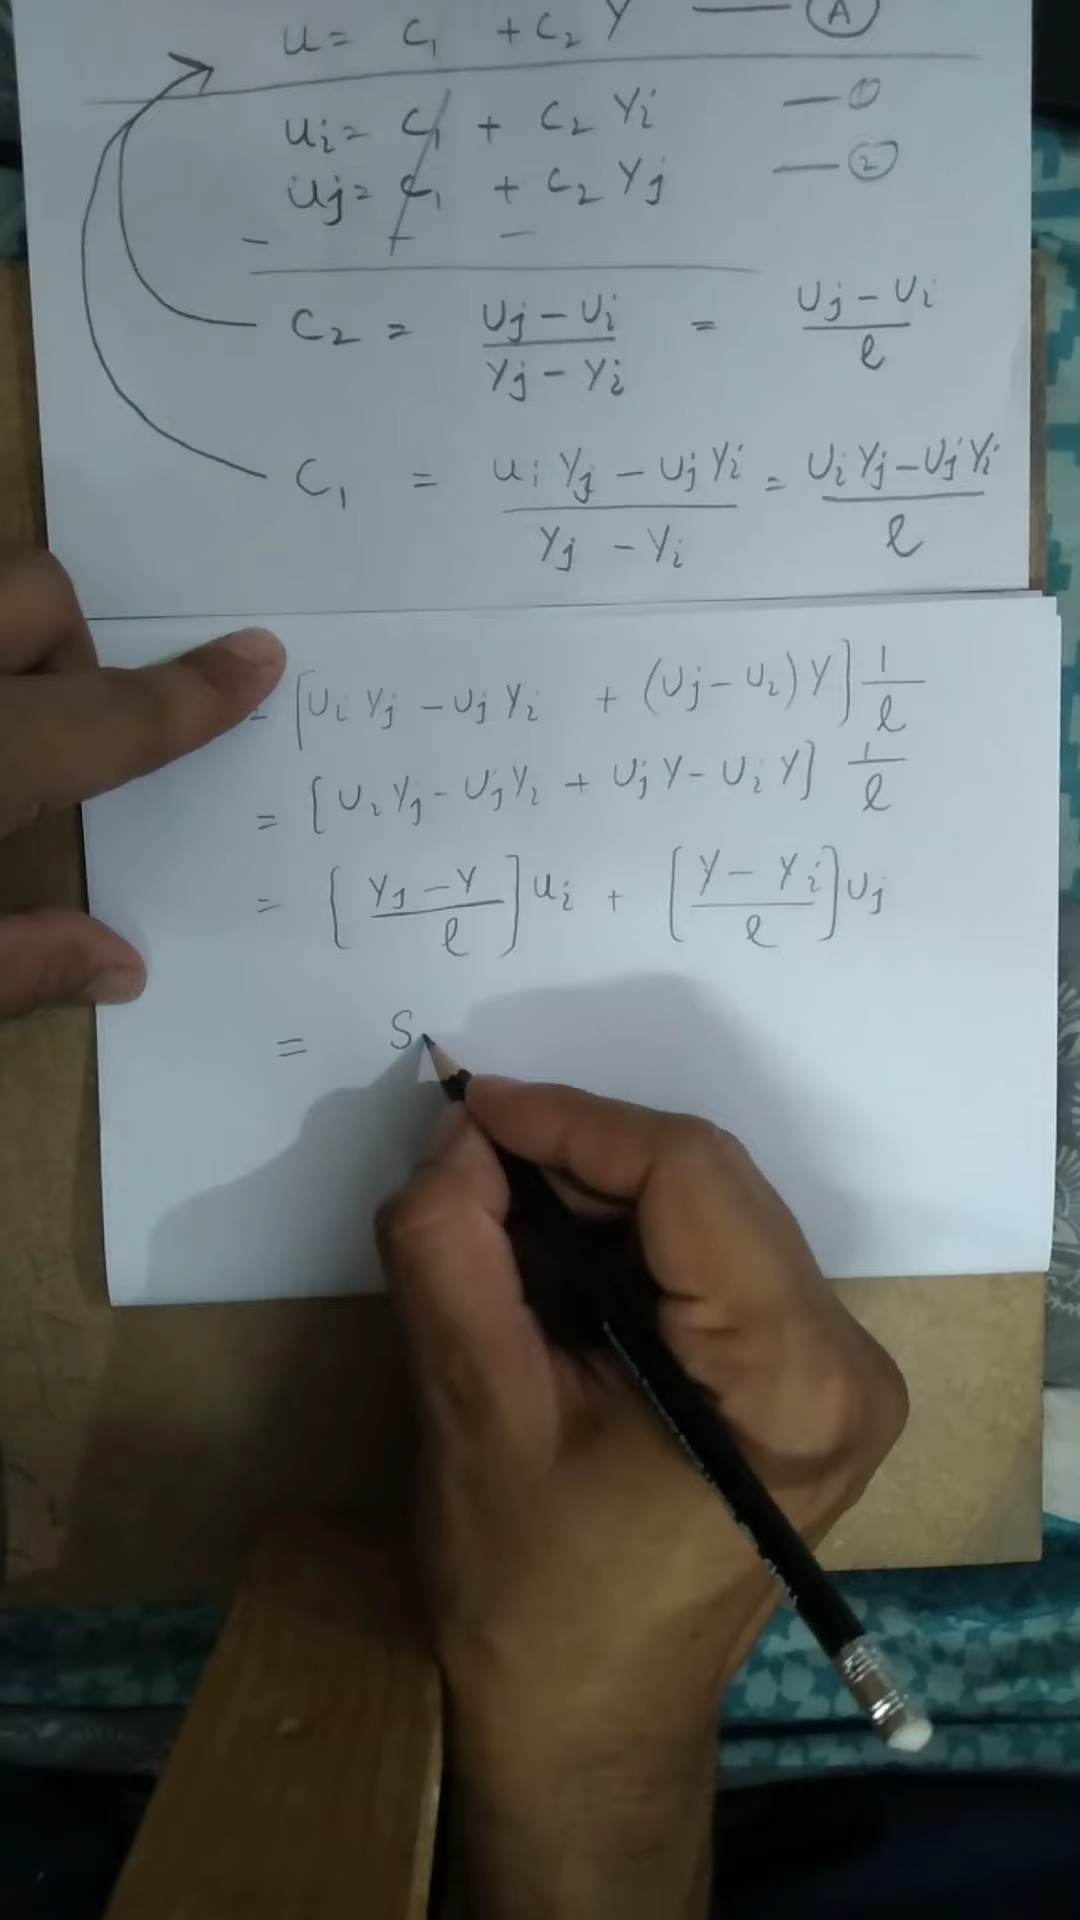 u = C₁ + C₂ Y — Ⓐ
uᵢ = C₁ + C₂ Yᵢ — ①
uⱼ = C₁ + C₂ Yⱼ — ②
− − −
C₂ = (Uⱼ − Uᵢ)/(Yⱼ − Yᵢ) = (Uⱼ − Uᵢ)/ℓ
C₁ = (uᵢ Yⱼ − Uⱼ Yᵢ)/(Yⱼ − Yᵢ) = (Uᵢ Yⱼ − Uⱼ Yᵢ)/ℓ
= [Uᵢ Yⱼ − Uⱼ Yᵢ + (Uⱼ − Uᵢ) Y] 1/ℓ
= [Uᵢ Yⱼ − Uⱼ Yᵢ + Uⱼ Y − Uᵢ Y] 1/ℓ
= [(Yⱼ − Y)/ℓ] uᵢ + [(Y − Yᵢ)/ℓ] Uⱼ
= S